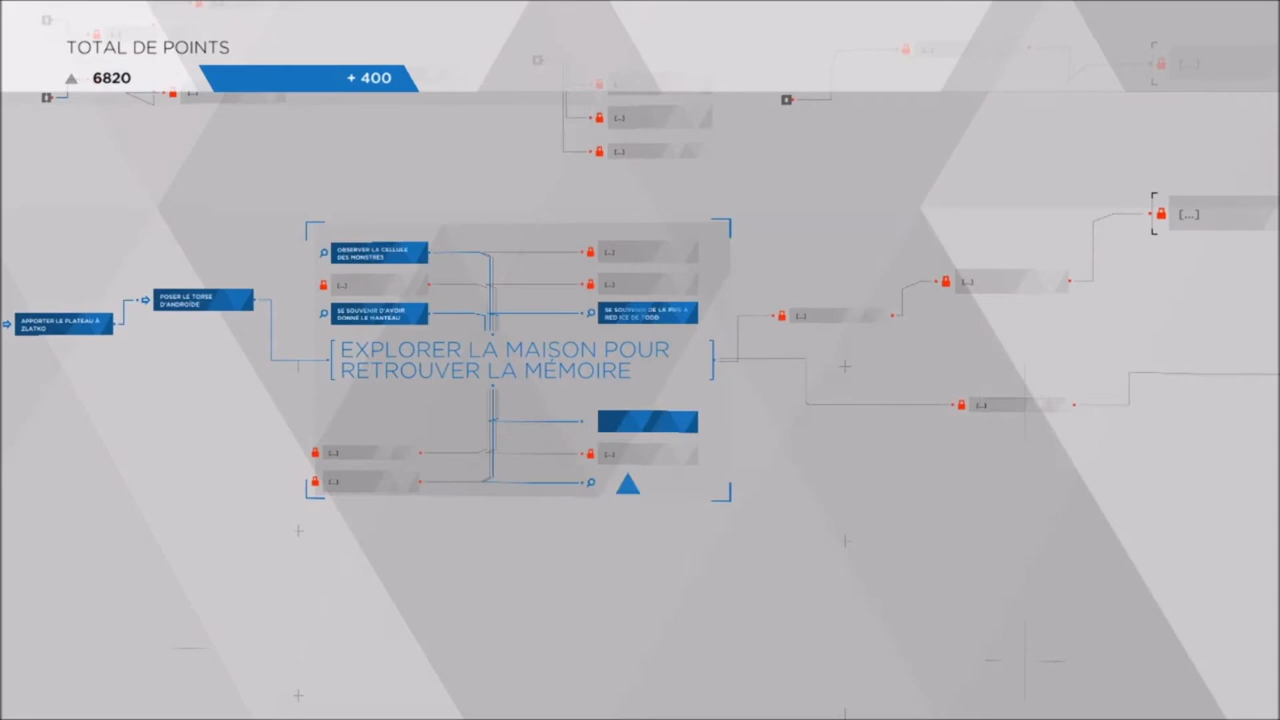 TOTAL DE POINTS
6820
+ 400
[...]
[...]
[...]
[...]
OBSERVER LA CELLULE
DES MONSTRES
[...]
[...]
[...]
SE SOUVENIR D'AVOIR
DONNÉ LE MANTEAU
SE SOUVENIR DE LA PIPE À
RED ICE DE TODD
POSER LE TORSE
D'ANDROÏDE
APPORTER LE PLATEAU À
ZLATKO
EXPLORER LA MAISON POUR
RETROUVER LA MÉMOIRE
[...]
[...]
[...]
[...]
[...]
[...]